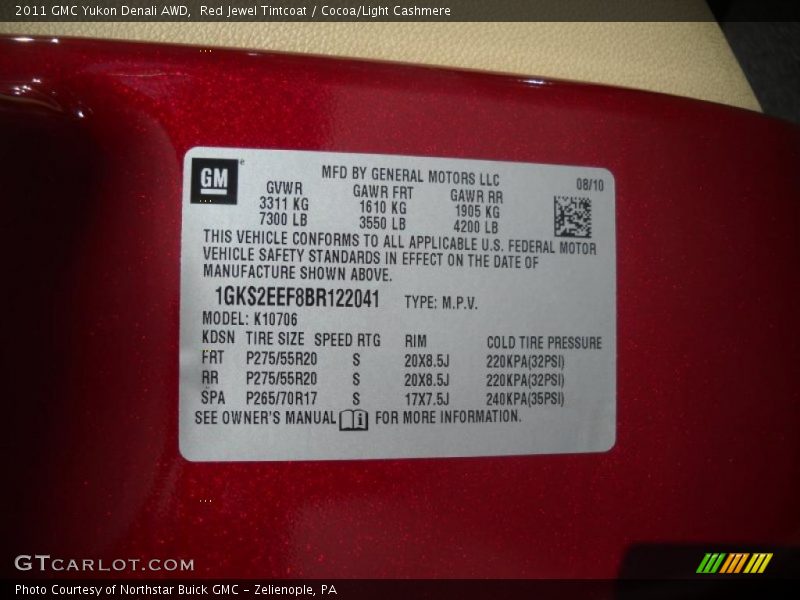 2011 GMC Yukon Denali AWD, Red Jewel Tintcoat / Cocoa/Light Cashmere
GM
MFD BY GENERAL MOTORS LLC 08/10
GVWR GAWR FRT GAWR RR
3311 KG 1610 KG 1905 KG
7300 LB 3550 LB 4200 LB
THIS VEHICLE CONFORMS TO ALL APPLICABLE U.S. FEDERAL MOTOR
VEHICLE SAFETY STANDARDS IN EFFECT ON THE DATE OF
MANUFACTURE SHOWN ABOVE.
1GKS2EEF8BR122041 TYPE: M.P.V.
MODEL: K10706
KDSN TIRE SIZE SPEED RTG RIM COLD TIRE PRESSURE
FRT P275/55R20 S 20X8.5J 220KPA(32PSI)
RR P275/55R20 S 20X8.5J 220KPA(32PSI)
SPA P265/70R17 S 17X7.5J 240KPA(35PSI)
SEE OWNER'S MANUAL i FOR MORE INFORMATION.
GTCARLOT.COM
Photo Courtesy of Northstar Buick GMC - Zelienople, PA